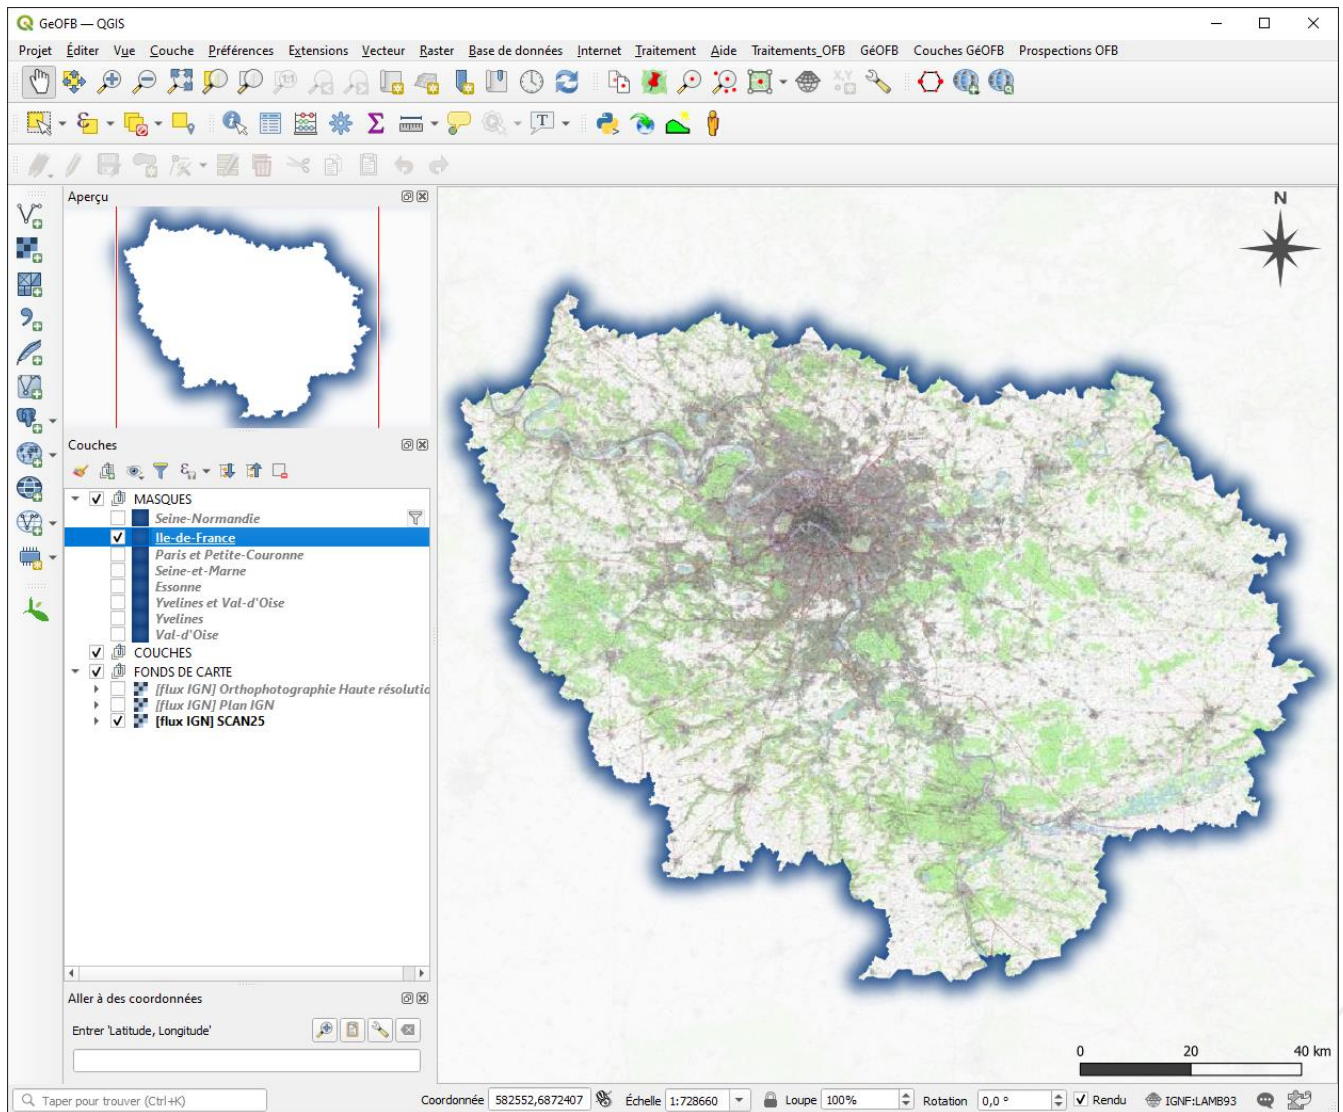 GeOFB — QGIS
Projet Éditer Vue Couche Préférences Extensions Vecteur Raster Base de données Internet Traitement Aide Traitements_OFB GéOFB Couches GéOFB Prospections OFB
Aperçu
N
Couches
MASQUES
Seine-Normandie
Ile-de-France
Paris et Petite-Couronne
Seine-et-Marne
Essonne
Yvelines et Val-d'Oise
Yvelines
Val-d'Oise
COUCHES
FONDS DE CARTE
[flux IGN] Orthophotographie Haute résolutio
[flux IGN] Plan IGN
[flux IGN] SCAN25
Aller à des coordonnées
Entrer 'Latitude, Longitude'
0 20 40 km
Taper pour trouver (Ctrl+K) Coordonnée 582552,6872407 Échelle 1:728660 Loupe 100% Rotation 0,0 ° Rendu IGNF:LAMB93